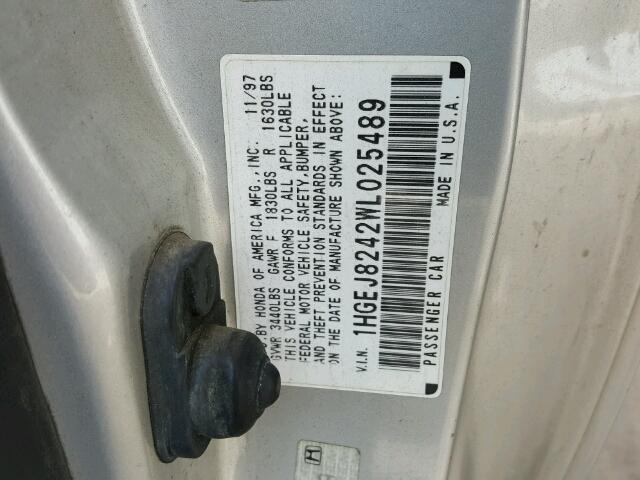 BY HONDA OF AMERICA MFG.,INC. 11/97
GVWR 3440LBS GAWR F 1830LBS R 1630LBS
THIS VEHICLE CONFORMS TO ALL APPLICABLE
FEDERAL MOTOR VEHICLE SAFETY,BUMPER,
AND THEFT PREVENTION STANDARDS IN EFFECT
ON THE DATE OF MANUFACTURE SHOWN ABOVE:
V.I.N. 1HGEJ8242WL025489
PASSENGER CAR MADE IN U.S.A.